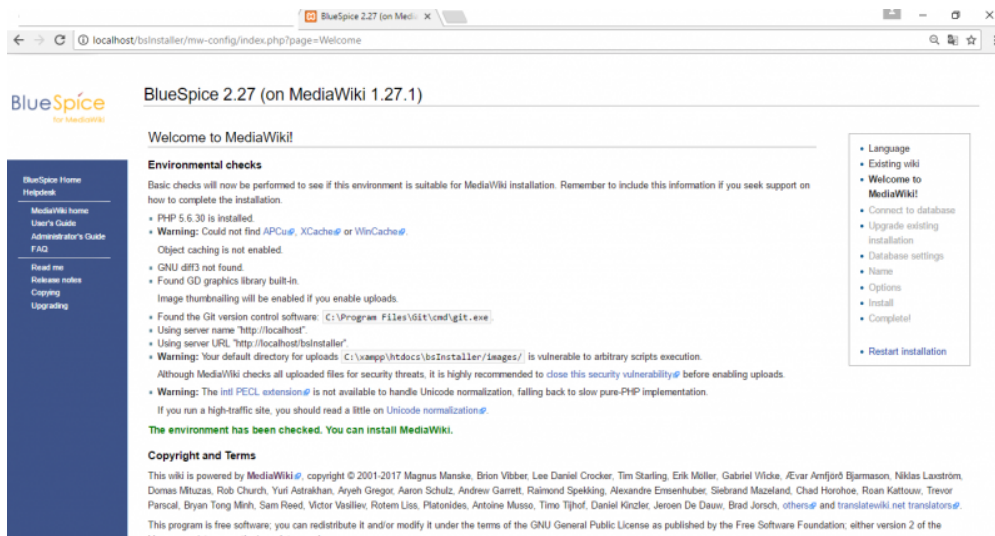 BlueSpice 2.27 (on Medi
localhost/bsInstaller/mw-config/index.php?page=Welcome
BlueSpice
for MediaWiki
BlueSpice Home
Helpdesk
MediaWiki home
User's Guide
Administrator's Guide
FAQ
Read me
Release notes
Copying
Upgrading
BlueSpice 2.27 (on MediaWiki 1.27.1)
Welcome to MediaWiki!
Environmental checks
Basic checks will now be performed to see if this environment is suitable for MediaWiki installation. Remember to include this information if you seek support on
how to complete the installation.
PHP 5.6.30 is installed.
Warning: Could not find APCu, XCache or WinCache.
Object caching is not enabled.
GNU diff3 not found.
Found GD graphics library built-in.
Image thumbnailing will be enabled if you enable uploads.
Found the Git version control software: C:\Program Files\Git\cmd\git.exe.
Using server name "http://localhost".
Using server URL "http://localhost/bsInstaller".
Warning: Your default directory for uploads C:\xampp\htdocs\bsInstaller/images/ is vulnerable to arbitrary scripts execution.
Although MediaWiki checks all uploaded files for security threats, it is highly recommended to close this security vulnerability before enabling uploads.
Warning: The intl PECL extension is not available to handle Unicode normalization, falling back to slow pure-PHP implementation.
If you run a high-traffic site, you should read a little on Unicode normalization.
The environment has been checked. You can install MediaWiki.
Copyright and Terms
This wiki is powered by MediaWiki, copyright © 2001-2017 Magnus Manske, Brion Vibber, Lee Daniel Crocker, Tim Starling, Erik Möller, Gabriel Wicke, Ævar Arnfjörð Bjarmason, Niklas Laxström,
Domas Mituzas, Rob Church, Yuri Astrakhan, Aryeh Gregor, Aaron Schulz, Andrew Garrett, Raimond Spekking, Alexandre Emsenhuber, Siebrand Mazeland, Chad Horohoe, Roan Kattouw, Trevor
Parscal, Bryan Tong Minh, Sam Reed, Victor Vasiliev, Rotem Liss, Platonides, Antoine Musso, Timo Tijhof, Daniel Kinzler, Jeroen De Dauw, Brad Jorsch, others and translatewiki.net translators.
This program is free software; you can redistribute it and/or modify it under the terms of the GNU General Public License as published by the Free Software Foundation; either version 2 of the
Language
Existing wiki
Welcome to
MediaWiki!
Connect to database
Upgrade existing
installation
Database settings
Name
Options
Install
Complete!
Restart installation